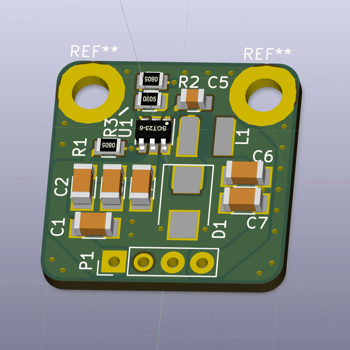 REF**
REF**
0805
R2
C5
0805
R3
U1
SOT23-6
L1
R1
0805
C2
C6
C1
C7
D1
P1